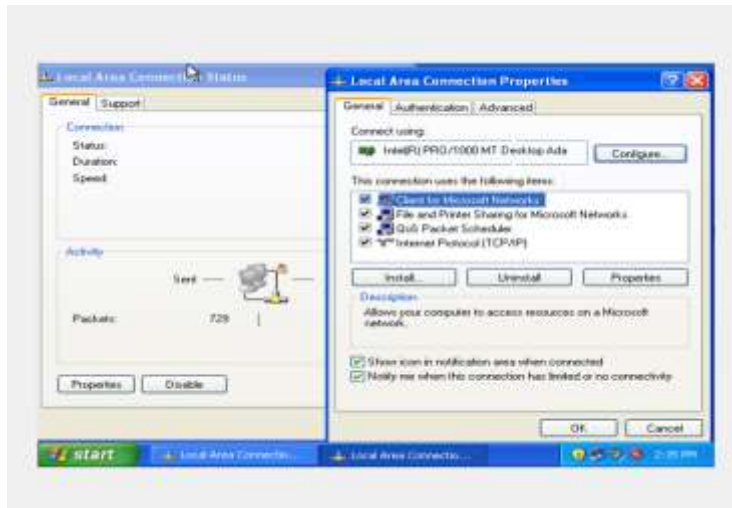 Local Area Connection Status
General Support
Connection
Status:
Duration:
Speed:
Activity
Sent
Packets: 729
Properties Disable
Local Area Connection Properties
General Authentication Advanced
Connect using:
Intel(R) PRO/1000 MT Desktop Ada
Configure...
This connection uses the following items:
Client for Microsoft Networks
File and Printer Sharing for Microsoft Networks
QoS Packet Scheduler
Internet Protocol (TCP/IP)
Install... Uninstall Properties
Description
Allows your computer to access resources on a Microsoft
network.
Show icon in notification area when connected
Notify me when this connection has limited or no connectivity
OK Cancel
start Local Area Connectio... Local Area Connectio...